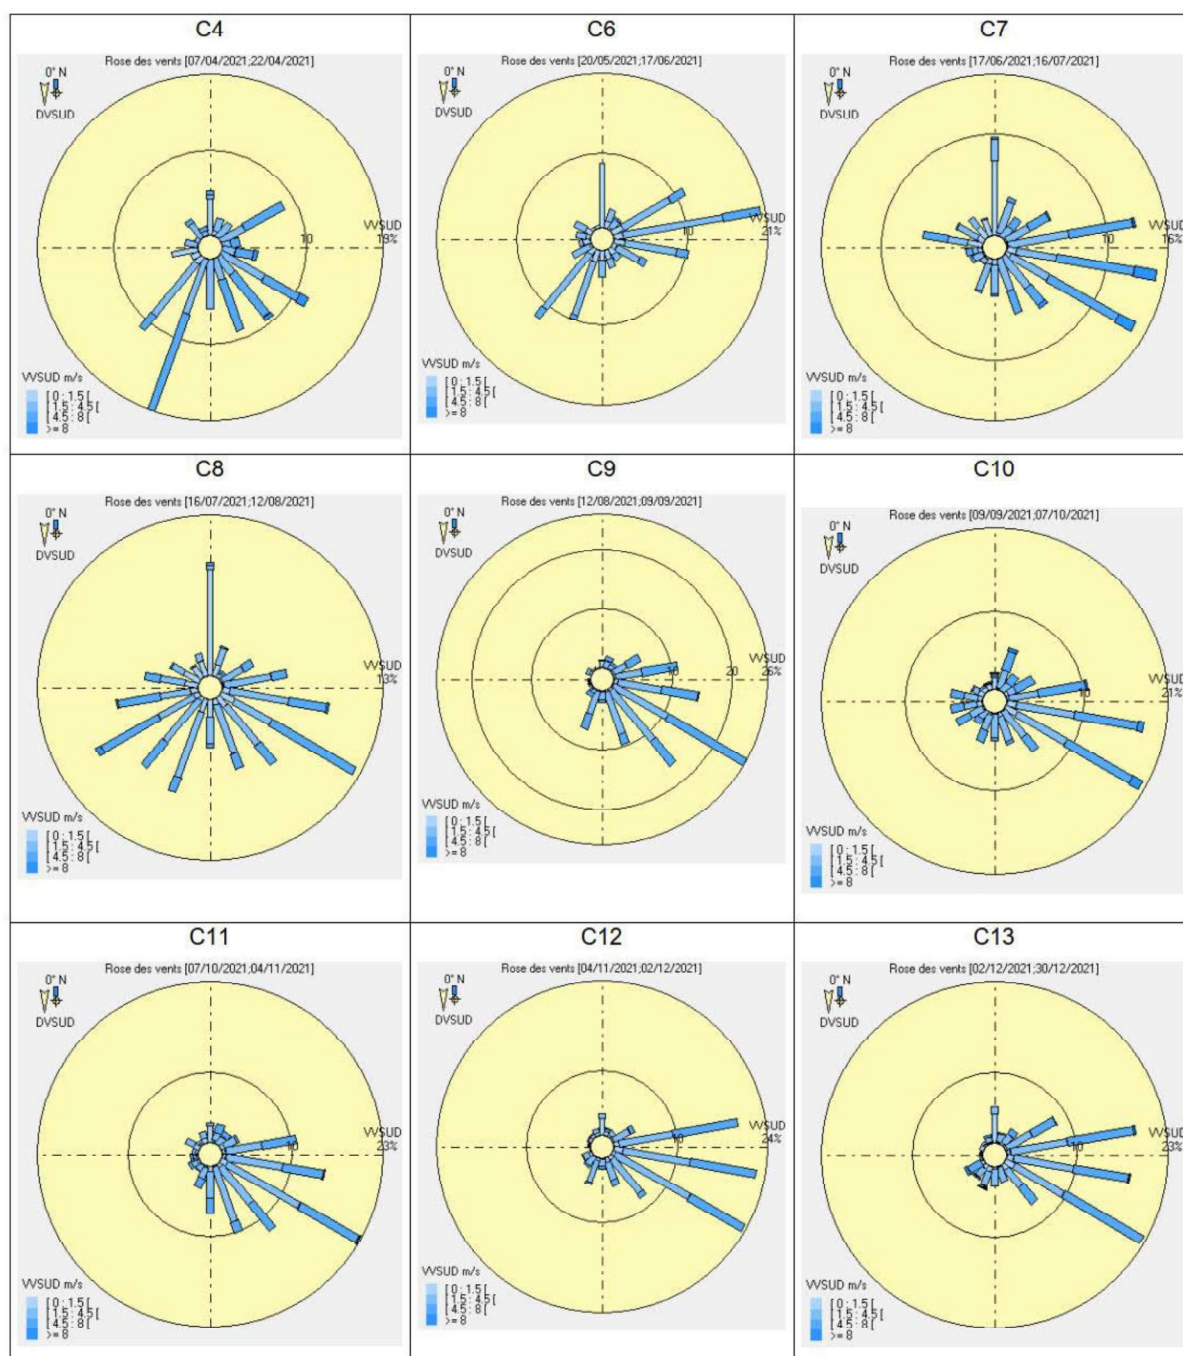 C4
Rose des vents [07/04/2021;22/04/2021]
0° N
DVSUD
VVSUD
10
19%
VVSUD m/s
[ 0 : 1.5 [
[ 1.5 : 4.5 [
[ 4.5 : 8 [
>= 8
C6
Rose des vents [20/05/2021;17/06/2021]
0° N
DVSUD
VVSUD
10
21%
VVSUD m/s
[ 0 : 1.5 [
[ 1.5 : 4.5 [
[ 4.5 : 8 [
>= 8
C7
Rose des vents [17/06/2021;16/07/2021]
0° N
DVSUD
VVSUD
10
16%
VVSUD m/s
[ 0 : 1.5 [
[ 1.5 : 4.5 [
[ 4.5 : 8 [
>= 8
C8
Rose des vents [16/07/2021;12/08/2021]
0° N
DVSUD
VVSUD
13%
VVSUD m/s
[ 0 : 1.5 [
[ 1.5 : 4.5 [
[ 4.5 : 8 [
>= 8
C9
Rose des vents [12/08/2021;09/09/2021]
0° N
DVSUD
VVSUD
10
20
26%
VVSUD m/s
[ 0 : 1.5 [
[ 1.5 : 4.5 [
[ 4.5 : 8 [
>= 8
C10
Rose des vents [09/09/2021;07/10/2021]
0° N
DVSUD
VVSUD
10
21%
VVSUD m/s
[ 0 : 1.5 [
[ 1.5 : 4.5 [
[ 4.5 : 8 [
>= 8
C11
Rose des vents [07/10/2021;04/11/2021]
0° N
DVSUD
VVSUD
10
23%
VVSUD m/s
[ 0 : 1.5 [
[ 1.5 : 4.5 [
[ 4.5 : 8 [
>= 8
C12
Rose des vents [04/11/2021;02/12/2021]
0° N
DVSUD
VVSUD
10
24%
VVSUD m/s
[ 0 : 1.5 [
[ 1.5 : 4.5 [
[ 4.5 : 8 [
>= 8
C13
Rose des vents [02/12/2021;30/12/2021]
0° N
DVSUD
VVSUD
10
23%
VVSUD m/s
[ 0 : 1.5 [
[ 1.5 : 4.5 [
[ 4.5 : 8 [
>= 8